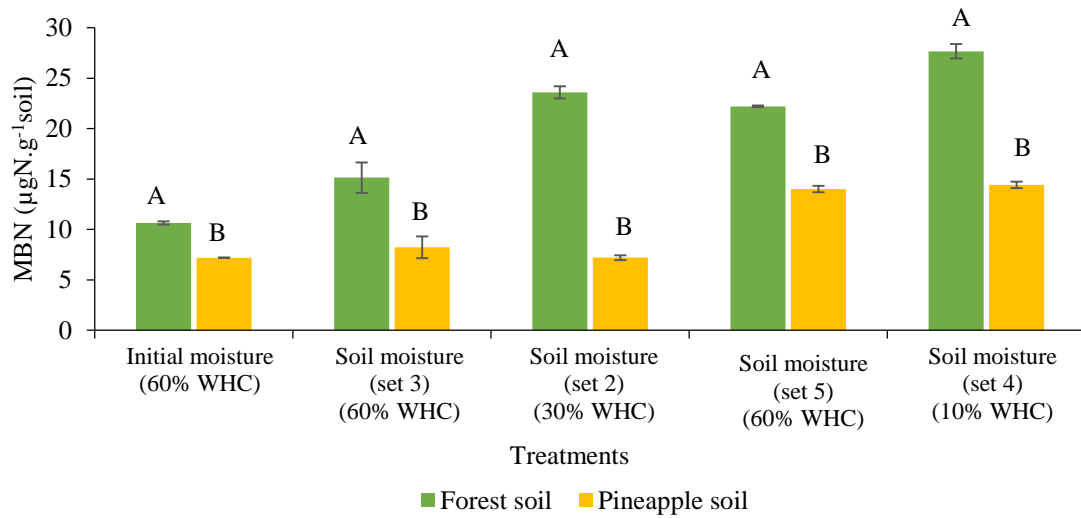 MBN (µgN.g⁻¹soil)
30
25
20
15
10
5
0
A
B
A
B
A
B
A
B
A
B
Initial moisture
(60% WHC)
Soil moisture
(set 3)
(60% WHC)
Soil moisture
(set 2)
(30% WHC)
Soil moisture
(set 5)
(60% WHC)
Soil moisture
(set 4)
(10% WHC)
Treatments
Forest soil
Pineapple soil